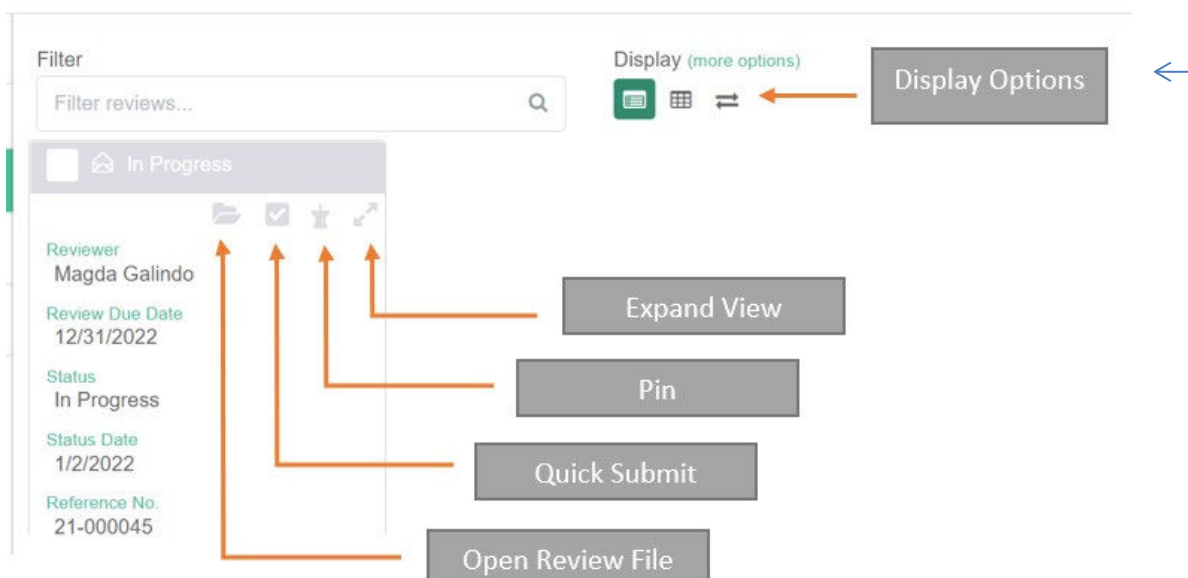 Filter
Display (more options)
Display Options
Filter reviews...
In Progress
Reviewer
Magda Galindo
Review Due Date
12/31/2022
Expand View
Status
In Progress
Pin
Status Date
1/2/2022
Quick Submit
Reference No.
21-000045
Open Review File